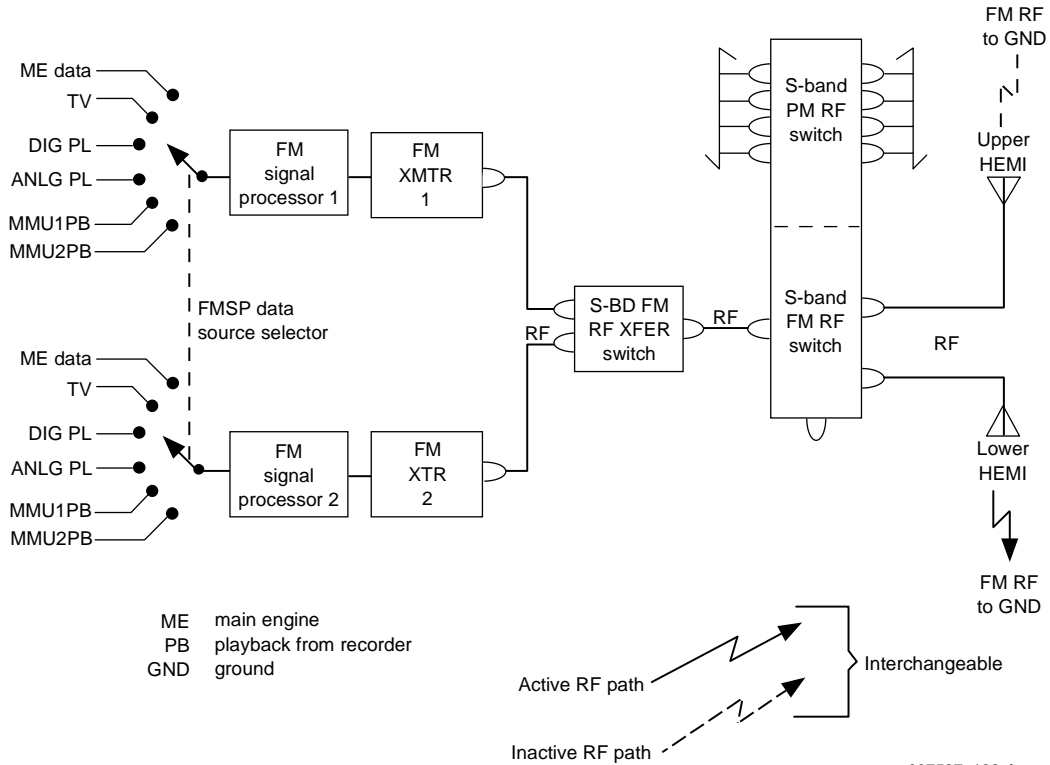 FM RF
to GND
ME data
TV
DIG PL
ANLG PL
MMU1PB
MMU2PB
FM
signal
processor 1
FM
XMTR
1
S-band
PM RF
switch
Upper
HEMI
FMSP data
source selector
S-BD FM
RF XFER
switch
RF
RF
S-band
FM RF
switch
RF
ME data
TV
DIG PL
ANLG PL
MMU1PB
MMU2PB
FM
signal
processor 2
FM
XTR
2
Lower
HEMI
FM RF
to GND
ME main engine
PB playback from recorder
GND ground
Active RF path
Inactive RF path
Interchangeable